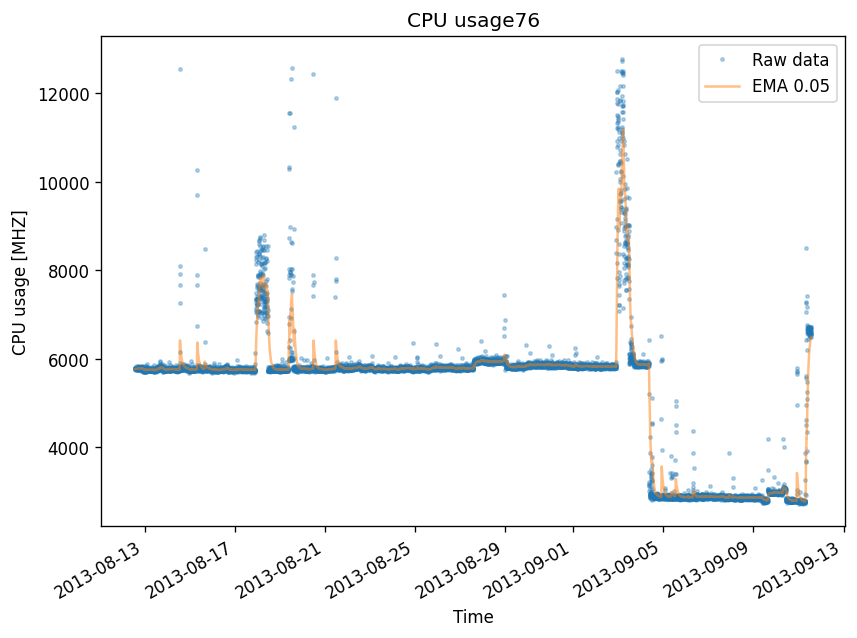 CPU usage76
Raw data
EMA 0.05
CPU usage [MHZ]
12000
10000
8000
6000
4000
2013-08-13
2013-08-17
2013-08-21
2013-08-25
2013-08-29
2013-09-01
2013-09-05
2013-09-09
2013-09-13
Time